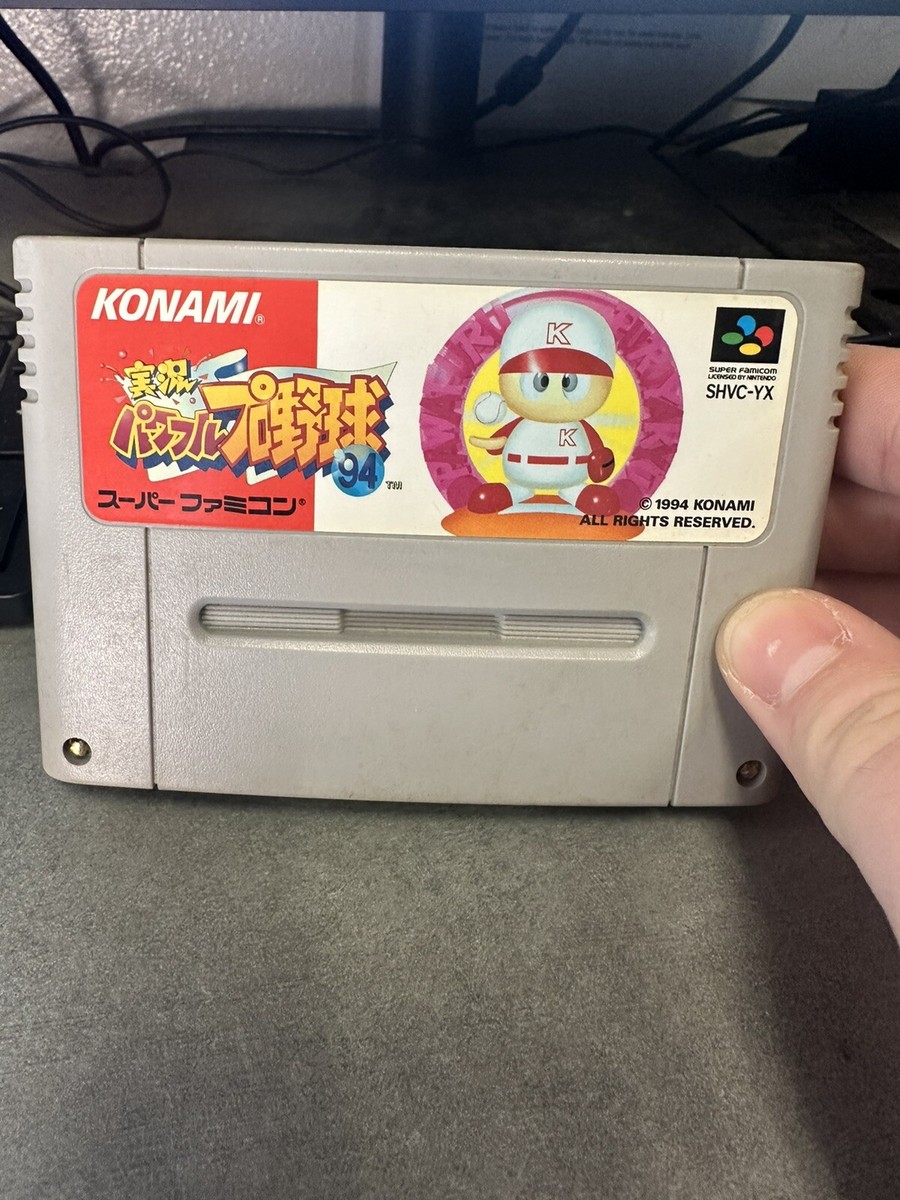 KONAMI®
実況
パワフルプロ野球
94 TM
スーパーファミコン®
K
K
SUPER FAMICOM
LICENSED BY NINTENDO
SHVC-YX
© 1994 KONAMI
ALL RIGHTS RESERVED.